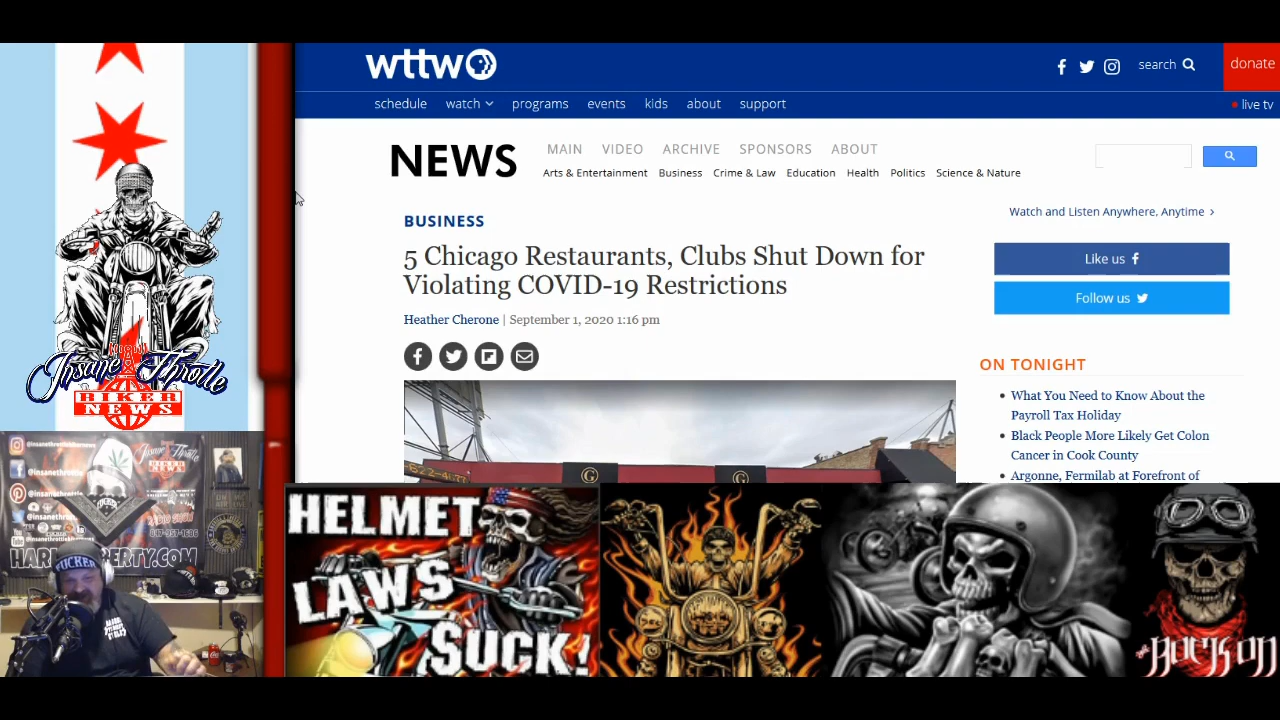 wttw
search
donate
schedule
watch
programs
events
kids
about
support
live tv
NEWS
MAIN
VIDEO
ARCHIVE
SPONSORS
ABOUT
Arts & Entertainment
Business
Crime & Law
Education
Health
Politics
Science & Nature
Watch and Listen Anywhere, Anytime ›
BUSINESS
5 Chicago Restaurants, Clubs Shut Down for
Violating COVID-19 Restrictions
Heather Cherone | September 1, 2020 1:16 pm
Like us
Follow us
ON TONIGHT
What You Need to Know About the
Payroll Tax Holiday
Black People More Likely Get Colon
Cancer in Cook County
Argonne, Fermilab at Forefront of
G
G
Insane Throttle
BIKER
NEWS
@insanethrottlebikernews
HELMET
LAWS
SUCK!
ROCK ON